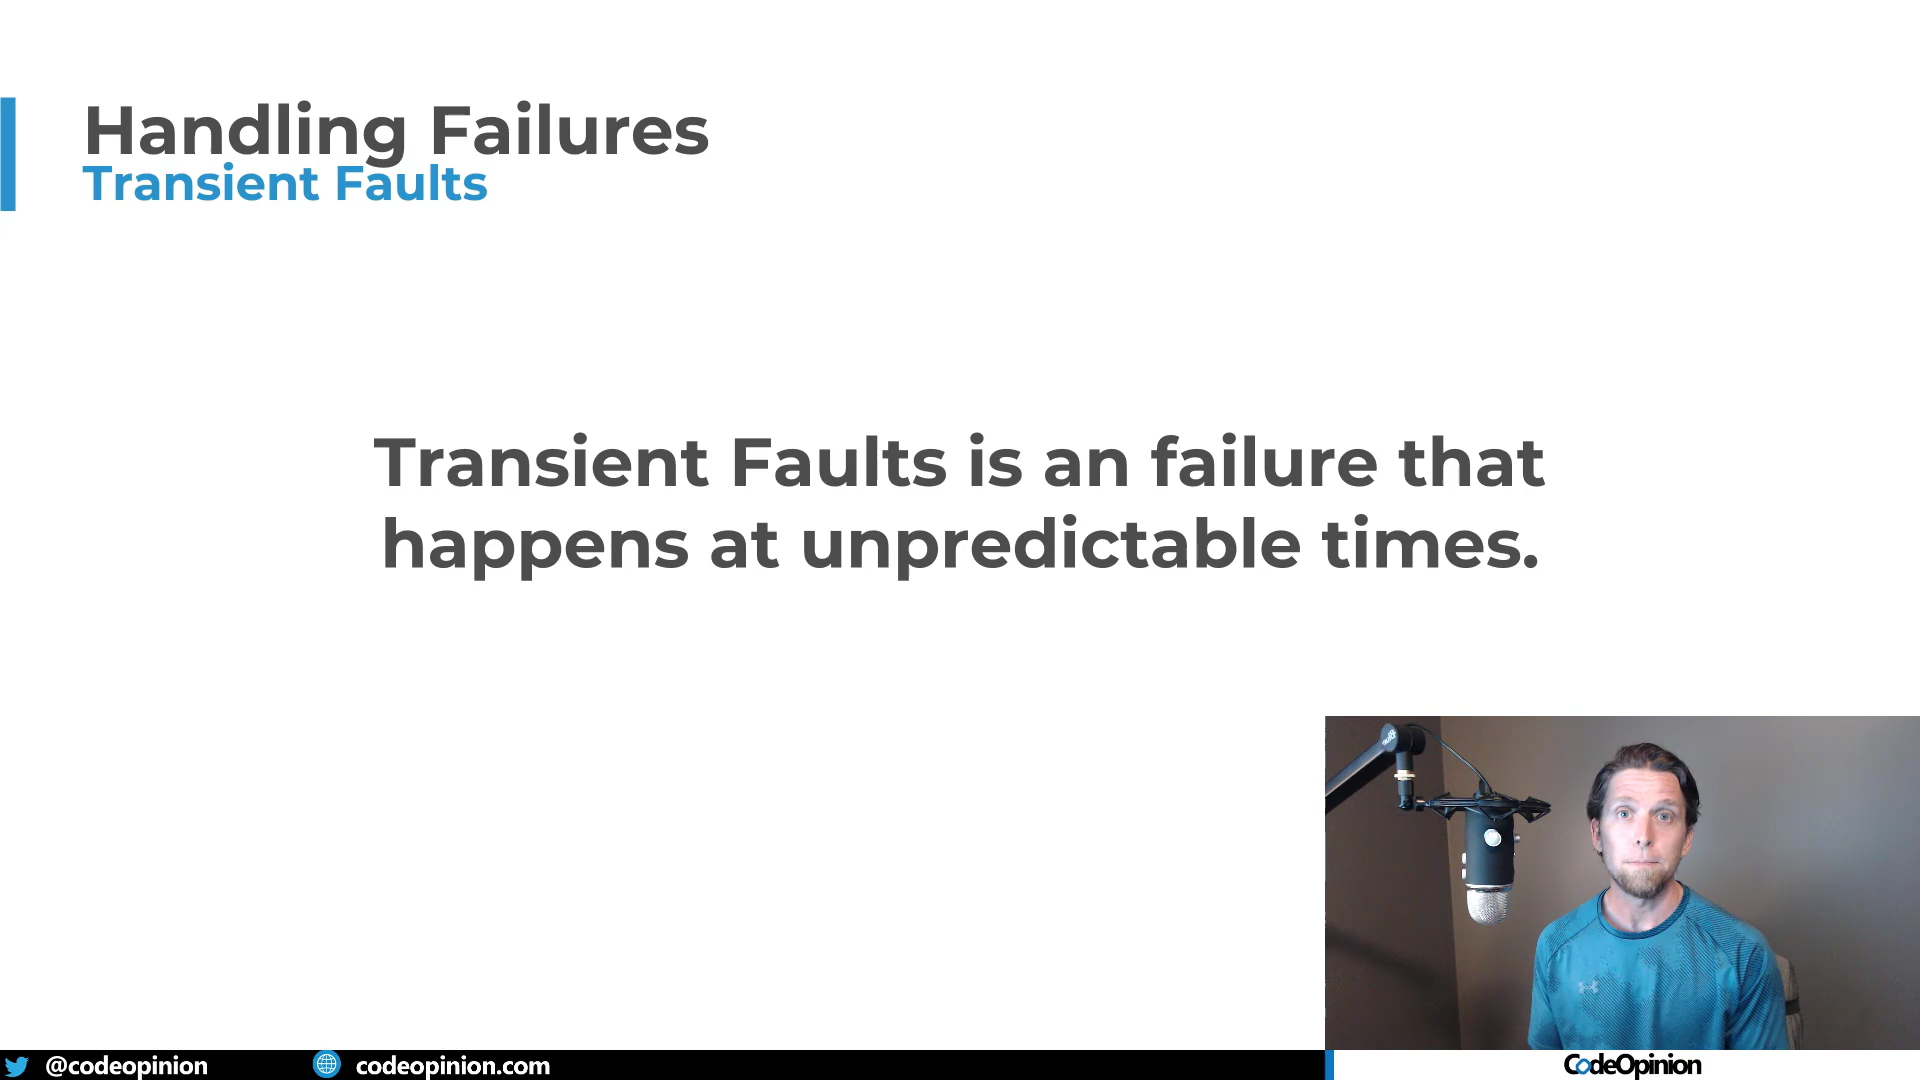 Handling Failures
Transient Faults
Transient Faults is an failure that
happens at unpredictable times.
@codeopinion
codeopinion.com
CodeOpinion